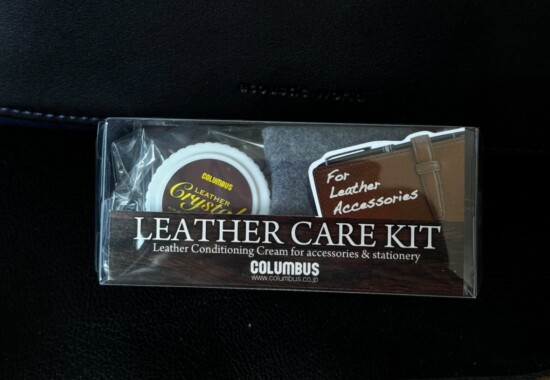 COLUMBUS
LEATHER
Crystal
For
Leather
Accessories
LEATHER CARE KIT
Leather Conditioning Cream for accessories & stationery
COLUMBUS
www.columbus.co.jp